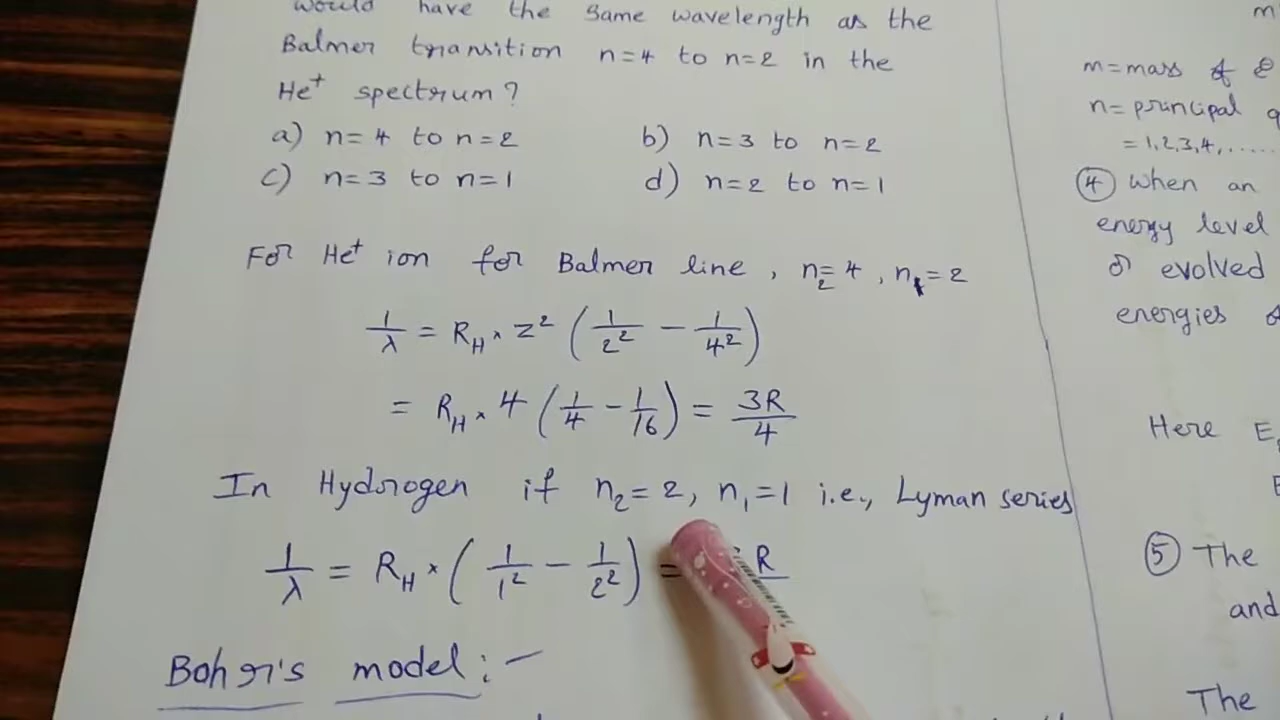 would have the same wavelength as the
Balmer transition n=4 to n=2 in the
He⁺ spectrum?
a) n=4 to n=2 b) n=3 to n=2
c) n=3 to n=1 d) n=2 to n=1
For He⁺ ion for Balmer line, n₂=4, n₁=2
1/λ = R_H × Z² (1/2² − 1/4²)
= R_H × 4 (1/4 − 1/16) = 3R/4
In Hydrogen if n₂=2, n₁=1 i.e., Lyman series
1/λ = R_H × (1/1² − 1/2²) = R
Bohr's model:−
m
m=mass of
n=principal
=1,2,3,4,.....
④ When an
energy level
or evolved
energies
Here E
⑤ The
and
The